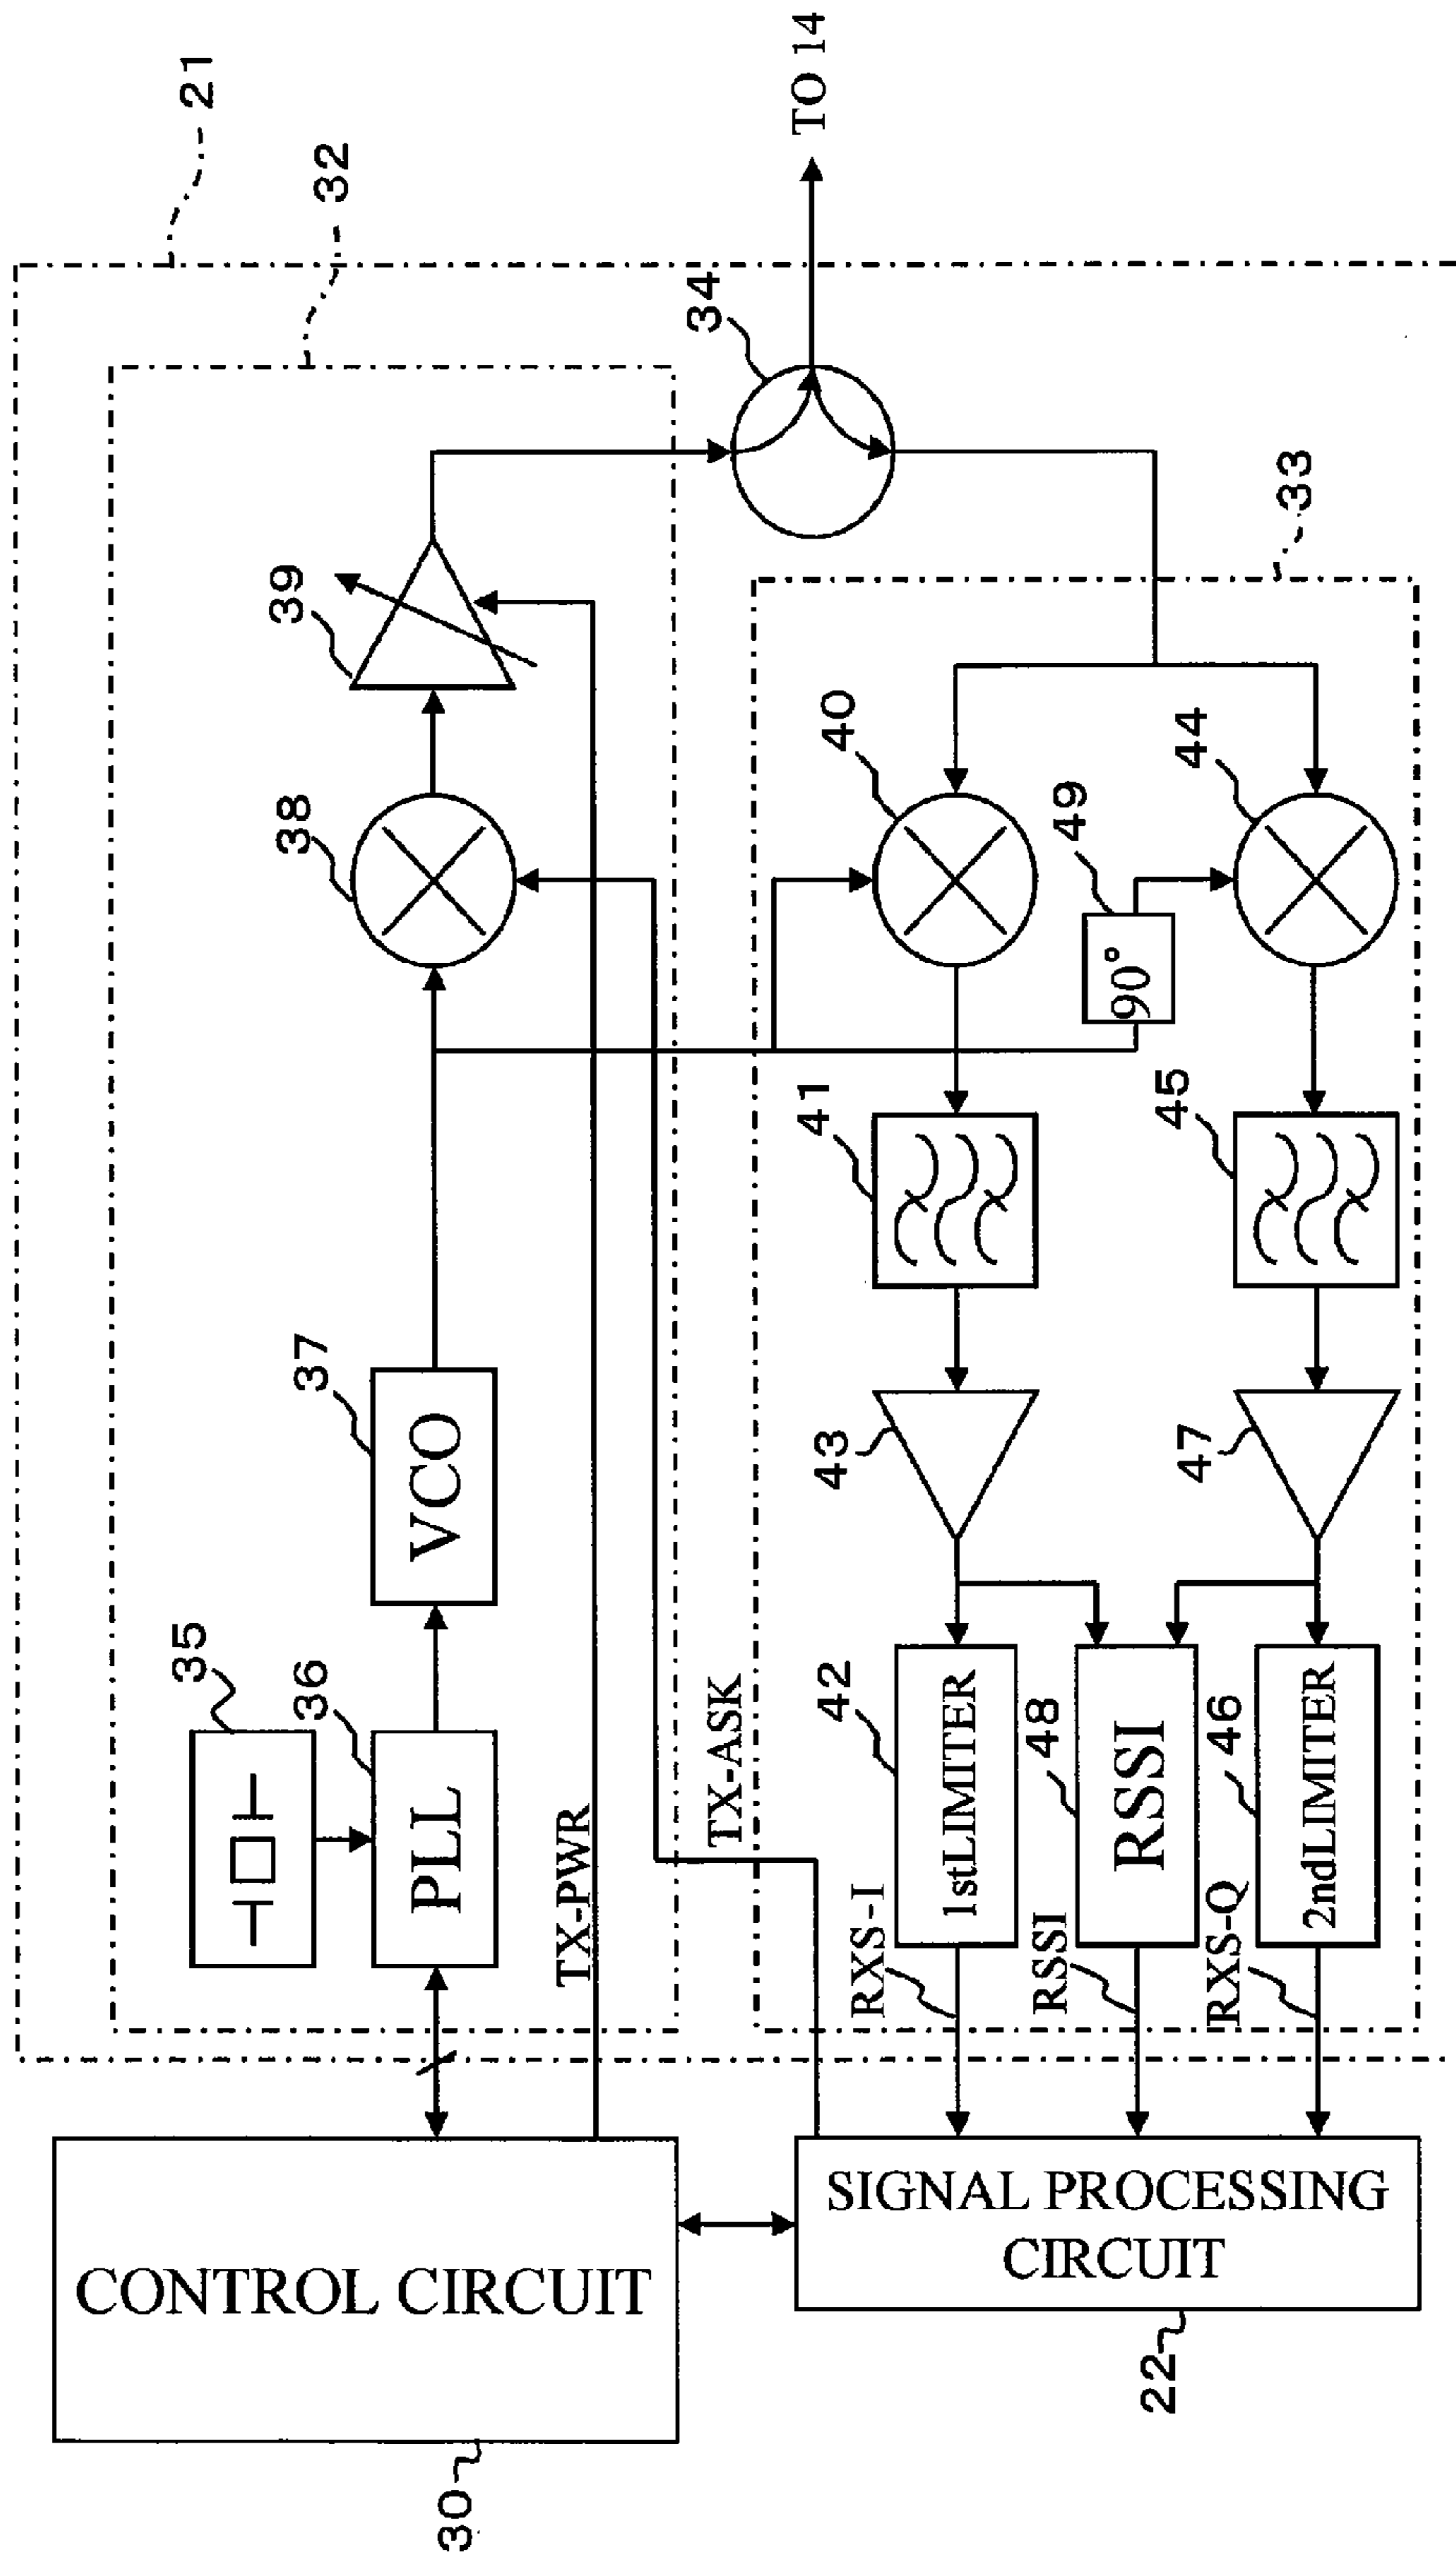 21
32
TO 14
34
39
38
33
40
44
49
90°
37
VCO
41
45
35
36
PLL
43
47
TX-PWR
TX-ASK
42
1stLIMITER
48
RSSI
46
2ndLIMITER
RXS-I
RSSI
RXS-Q
CONTROL CIRCUIT
30
SIGNAL PROCESSING
CIRCUIT
22